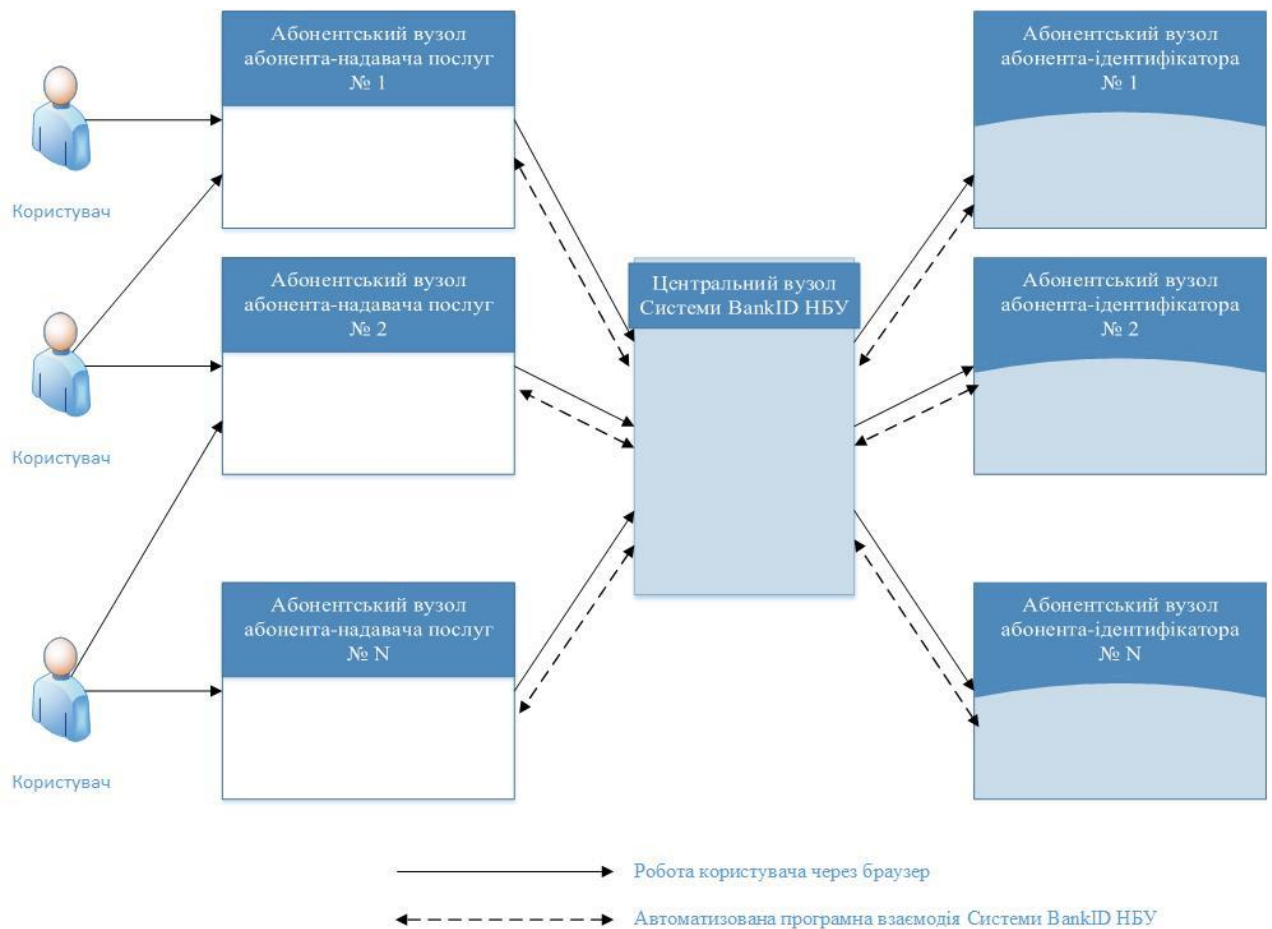 Абонентський вузол
абонента-надавача послуг
№ 1
Абонентський вузол
абонента-ідентифікатора
№ 1
Користувач
Абонентський вузол
абонента-надавача послуг
№ 2
Центральний вузол
Системи BankID НБУ
Абонентський вузол
абонента-ідентифікатора
№ 2
Користувач
Абонентський вузол
абонента-надавача послуг
№ N
Абонентський вузол
абонента-ідентифікатора
№ N
Користувач
Робота користувача через браузер
Автоматизована програмна взаємодія Системи BankID НБУ